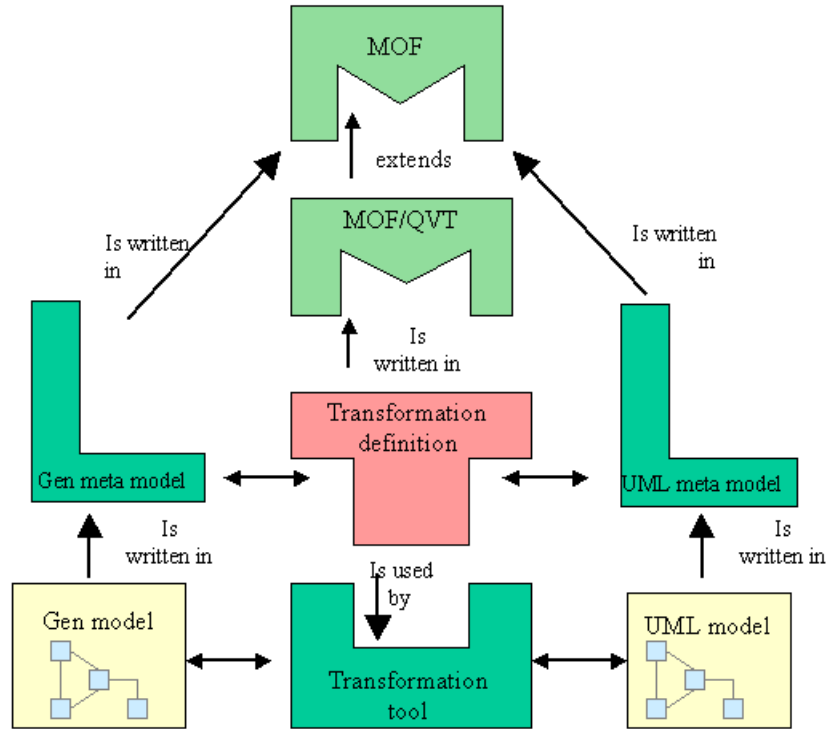 MOF
extends
MOF/QVT
Is written
in
Is written
in
Is
written in
Transformation
definition
Gen meta model
UML meta model
Is
written in
Is used
by
Is
written in
Gen model
UML model
Transformation
tool